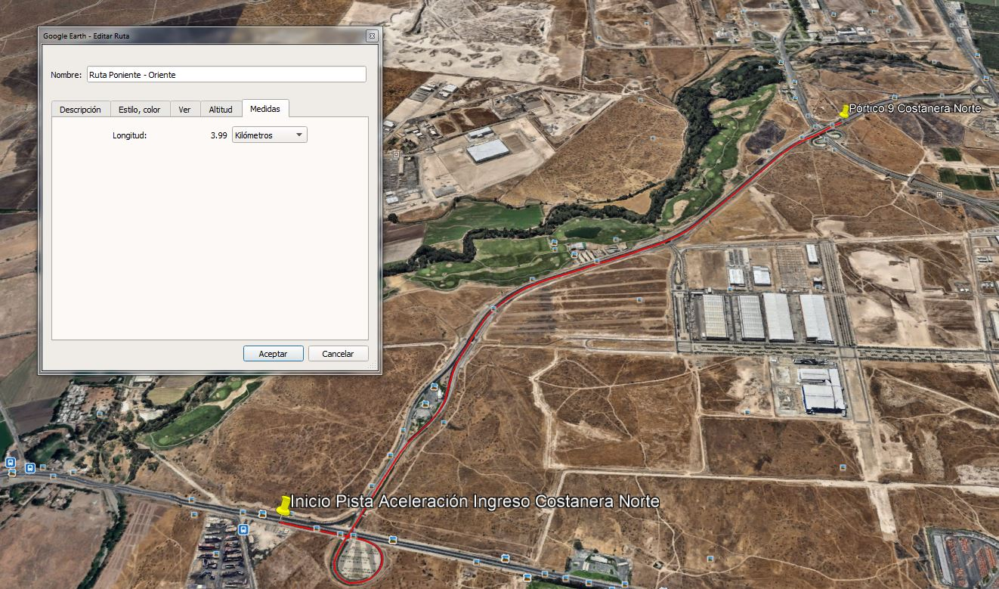 Google Earth - Editar Ruta
Nombre: Ruta Poniente - Oriente
Descripción Estilo, color Ver Altitud Medidas
Longitud: 3.99 Kilómetros
Aceptar Cancelar
Pórtico 9 Costanera Norte
Inicio Pista Aceleración Ingreso Costanera Norte